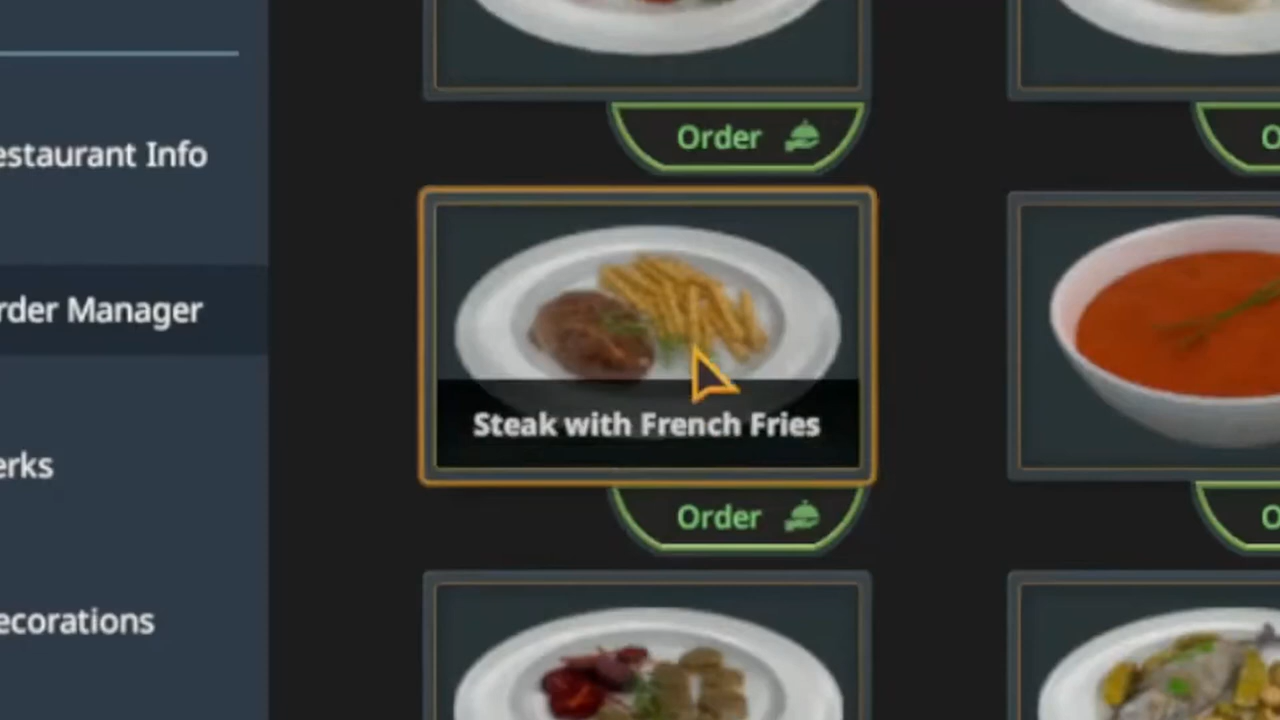 estaurant Info
rder Manager
erks
ecorations
Order
O
Steak with French Fries
Order
O